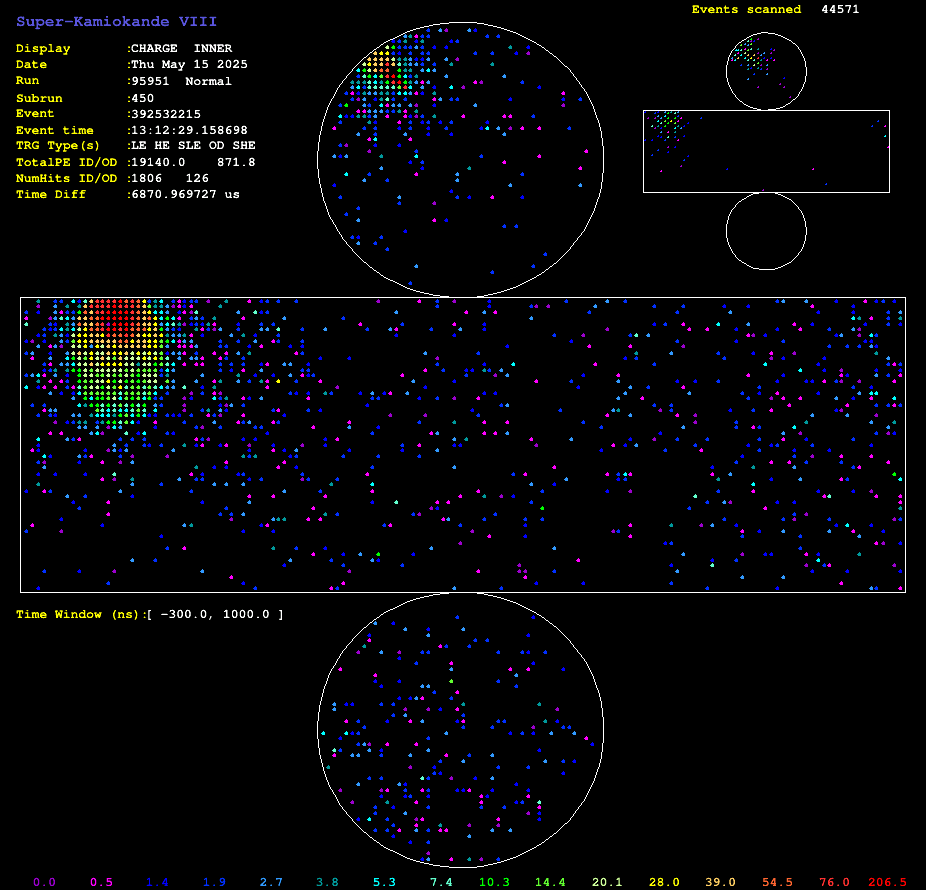 Super-Kamiokande VIII
Events scanned 44571
Display :CHARGE INNER
Date :Thu May 15 2025
Run :95951 Normal
Subrun :450
Event :392532215
Event time :13:12:29.158698
TRG Type(s) :LE HE SLE OD SHE
TotalPE ID/OD :19140.0 871.8
NumHits ID/OD :1806 126
Time Diff :6870.969727 us
Time Window (ns):[ -300.0, 1000.0 ]
0.0 0.5 1.4 1.9 2.7 3.8 5.3 7.4 10.3 14.4 20.1 28.0 39.0 54.5 76.0 206.5